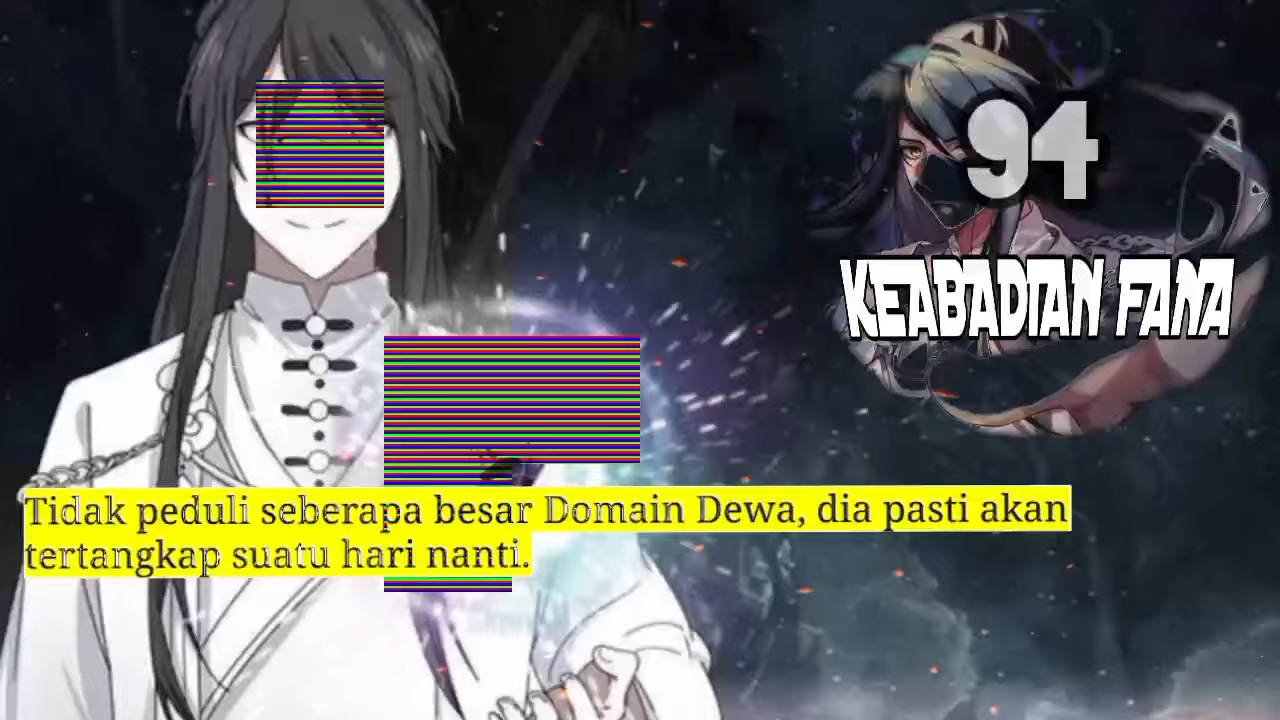 94
KEABADIAN FANA
Tidak peduli seberapa besar Domain Dewa, dia pasti akan
tertangkap suatu hari nanti.